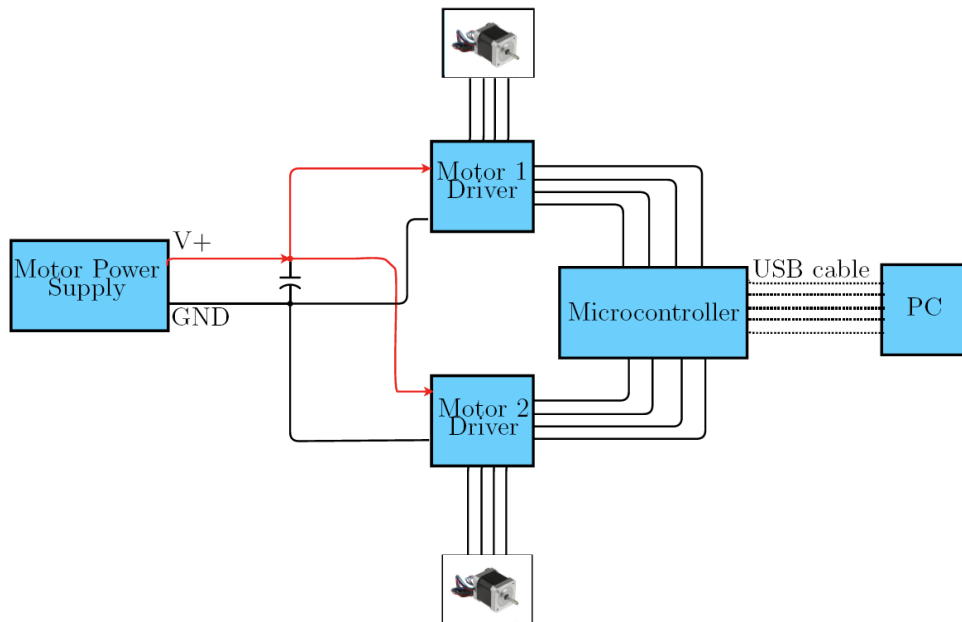 Motor 1
Driver
V+
Motor Power
Supply
GND
USB cable
Microcontroller
PC
Motor 2
Driver